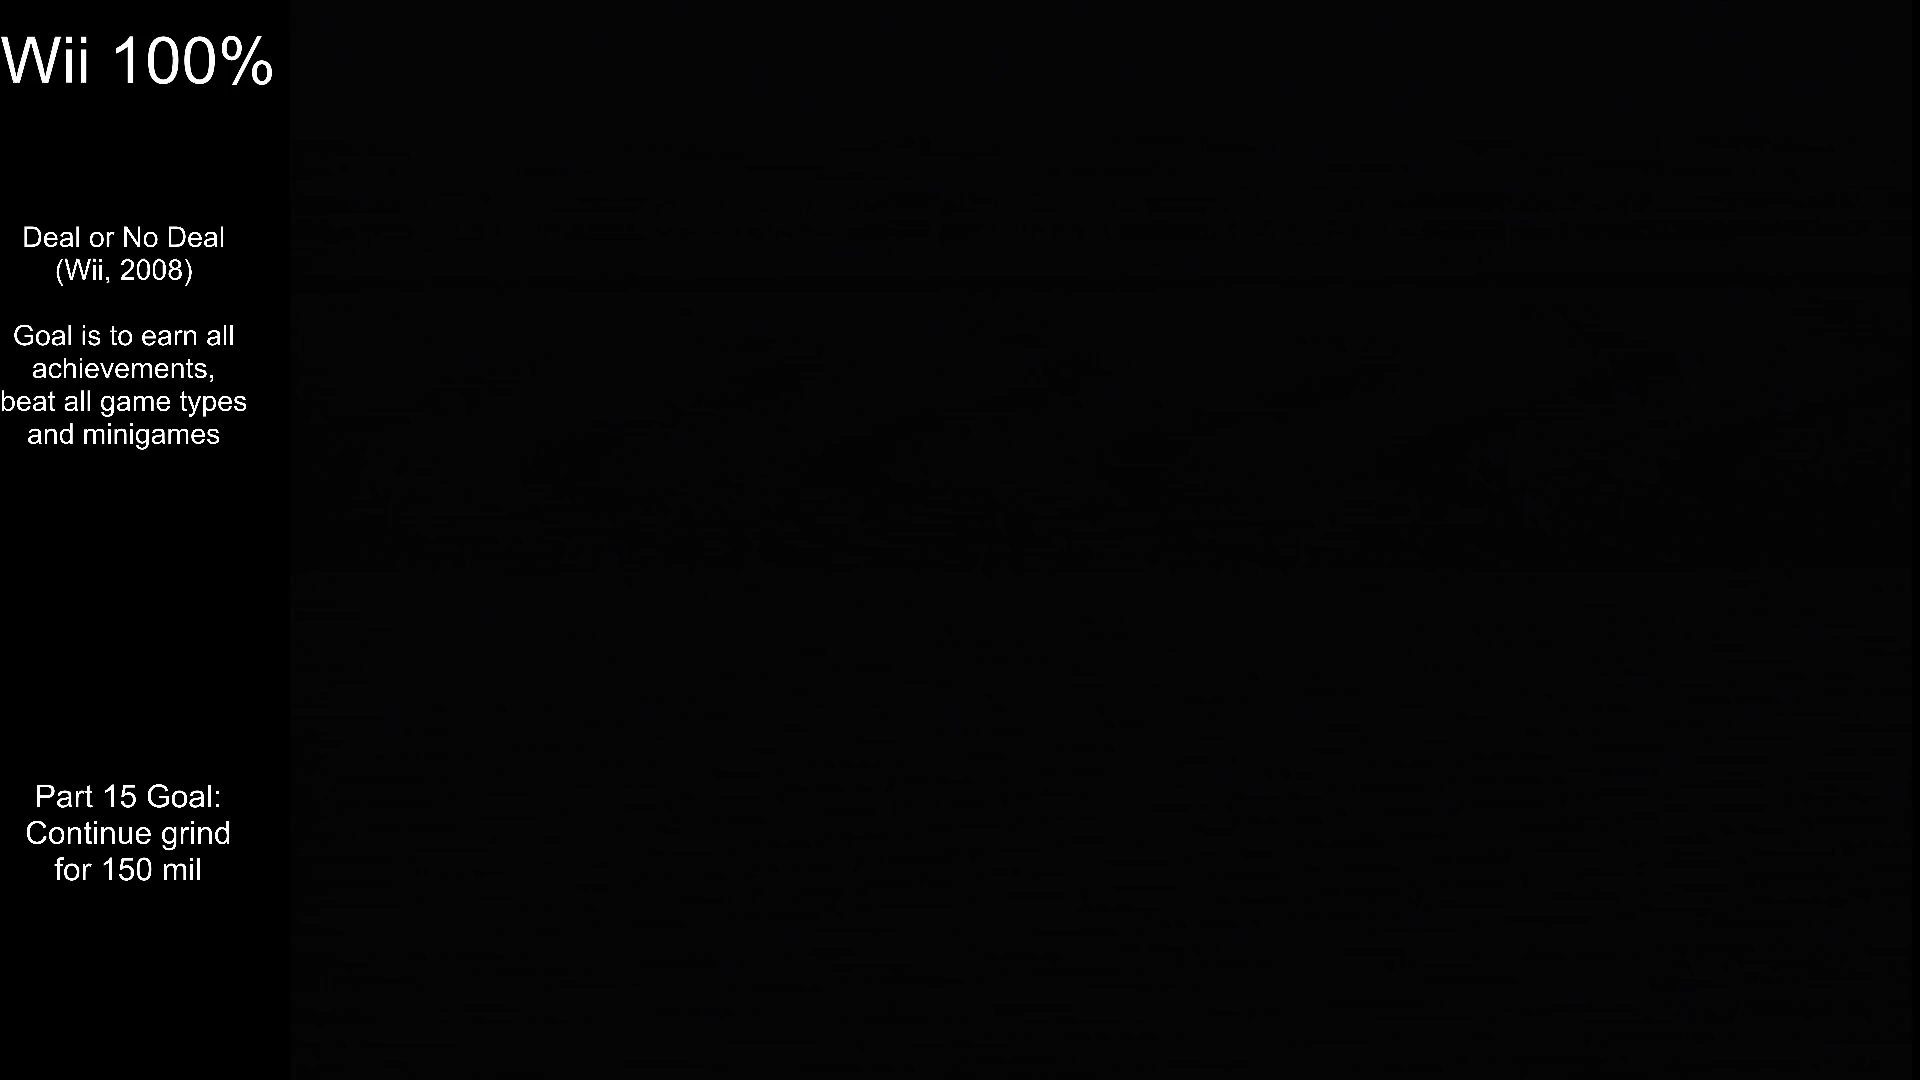 Wii 100%
Deal or No Deal
(Wii, 2008)
Goal is to earn all
achievements,
beat all game types
and minigames
Part 15 Goal:
Continue grind
for 150 mil